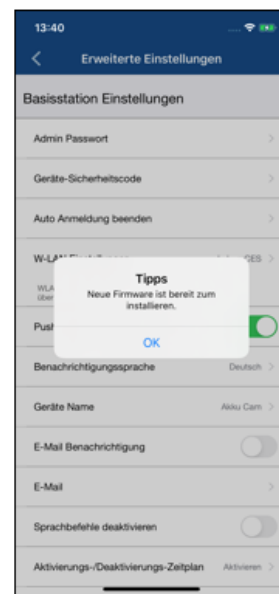 13:40
Erweiterte Einstellungen
Basisstation Einstellungen
Admin Passwort
Geräte-Sicherheitscode
Auto Anmeldung beenden
Tipps
Neue Firmware ist bereit zum
installieren.
OK
Benachrichtigungssprache Deutsch
Geräte Name Akku Cam
E-Mail Benachrichtigung
E-Mail
Sprachbefehle deaktivieren
Aktivierungs-/Deaktivierungs-Zeitplan Aktivieren